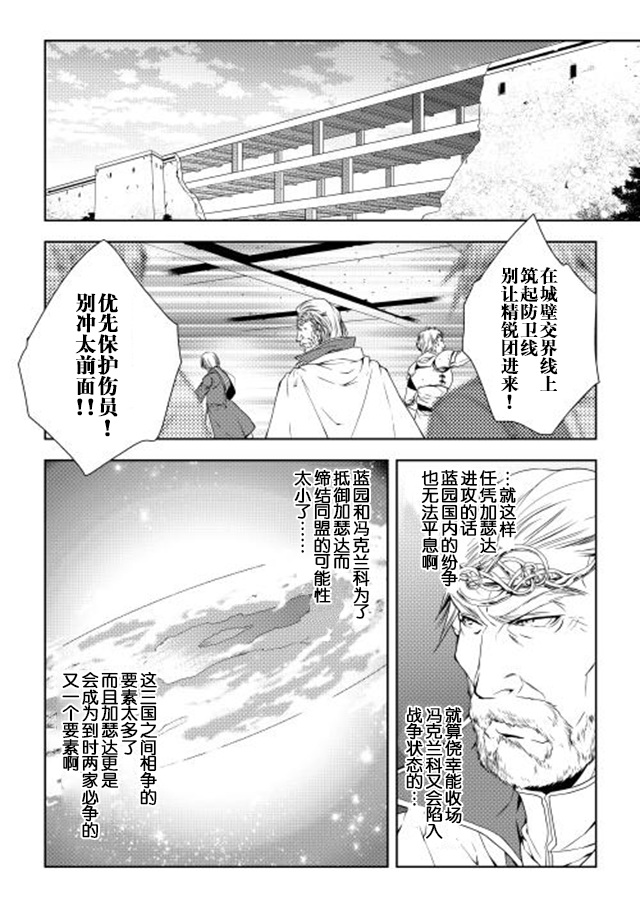 在城壁交界线上
筑起防卫线
别让精锐团进来！
优先保护伤员！
别冲太前面！！
…就这样
任凭加瑟达
进攻的话
蓝园国内的纷争
也无法平息啊
就算侥幸能收场
冯克兰科又会陷入
战争状态的…
蓝园和冯克兰科为了
抵御加瑟达而
缔结同盟的可能性
太小了……
这三国之间相争的
要素太多了
而且加瑟达更是
会成为到时两家必争的
又一个要素啊